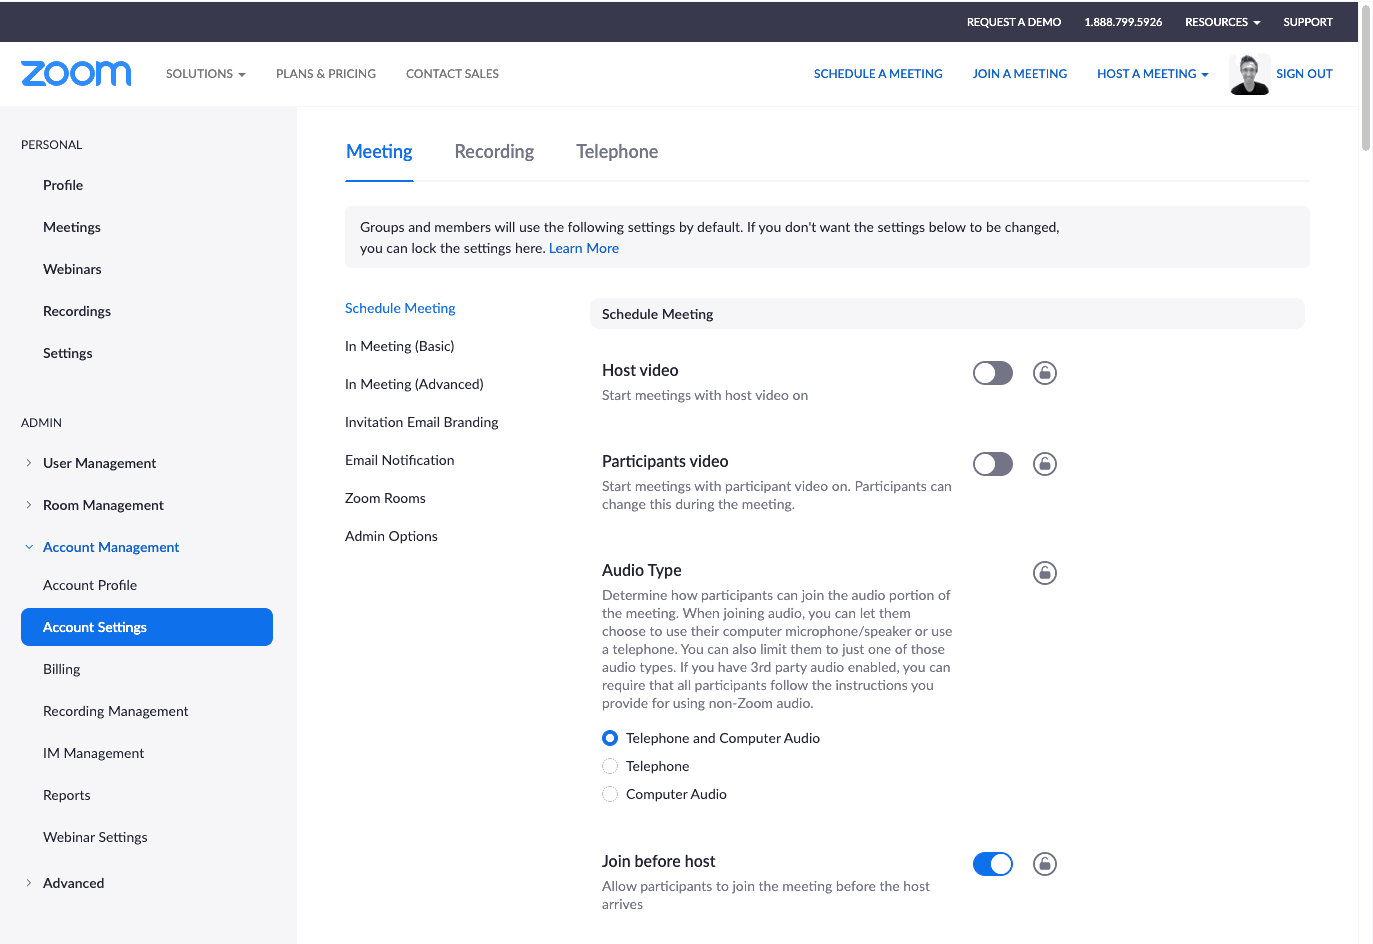 REQUEST A DEMO 1.888.799.5926 RESOURCES SUPPORT
zoom SOLUTIONS PLANS & PRICING CONTACT SALES SCHEDULE A MEETING JOIN A MEETING HOST A MEETING SIGN OUT
PERSONAL
Profile
Meetings
Webinars
Recordings
Settings
ADMIN
User Management
Room Management
Account Management
Account Profile
Account Settings
Billing
Recording Management
IM Management
Reports
Webinar Settings
Advanced
Meeting Recording Telephone
Groups and members will use the following settings by default. If you don't want the settings below to be changed,
you can lock the settings here. Learn More
Schedule Meeting
In Meeting (Basic)
In Meeting (Advanced)
Invitation Email Branding
Email Notification
Zoom Rooms
Admin Options
Schedule Meeting
Host video
Start meetings with host video on
Participants video
Start meetings with participant video on. Participants can
change this during the meeting.
Audio Type
Determine how participants can join the audio portion of
the meeting. When joining audio, you can let them
choose to use their computer microphone/speaker or use
a telephone. You can also limit them to just one of those
audio types. If you have 3rd party audio enabled, you can
require that all participants follow the instructions you
provide for using non-Zoom audio.
Telephone and Computer Audio
Telephone
Computer Audio
Join before host
Allow participants to join the meeting before the host
arrives